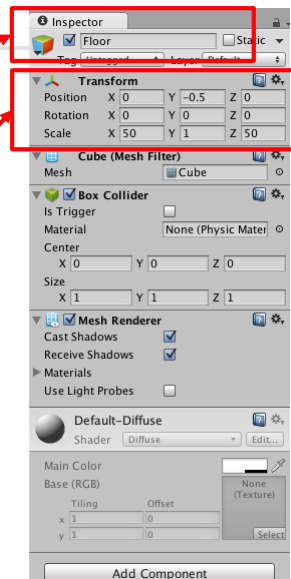 Inspector
Floor Static
Tag Untagged Layer Default
Transform
Position X 0 Y -0.5 Z 0
Rotation X 0 Y 0 Z 0
Scale X 50 Y 1 Z 50
Cube (Mesh Filter)
Mesh Cube
Box Collider
Is Trigger
Material None (Physic Mater
Center
X 0 Y 0 Z 0
Size
X 1 Y 1 Z 1
Mesh Renderer
Cast Shadows
Receive Shadows
Materials
Use Light Probes
Default-Diffuse
Shader Diffuse Edit...
Main Color
Base (RGB) None
(Texture)
Tiling Offset
x 1 0
y 1 0 Select
Add Component